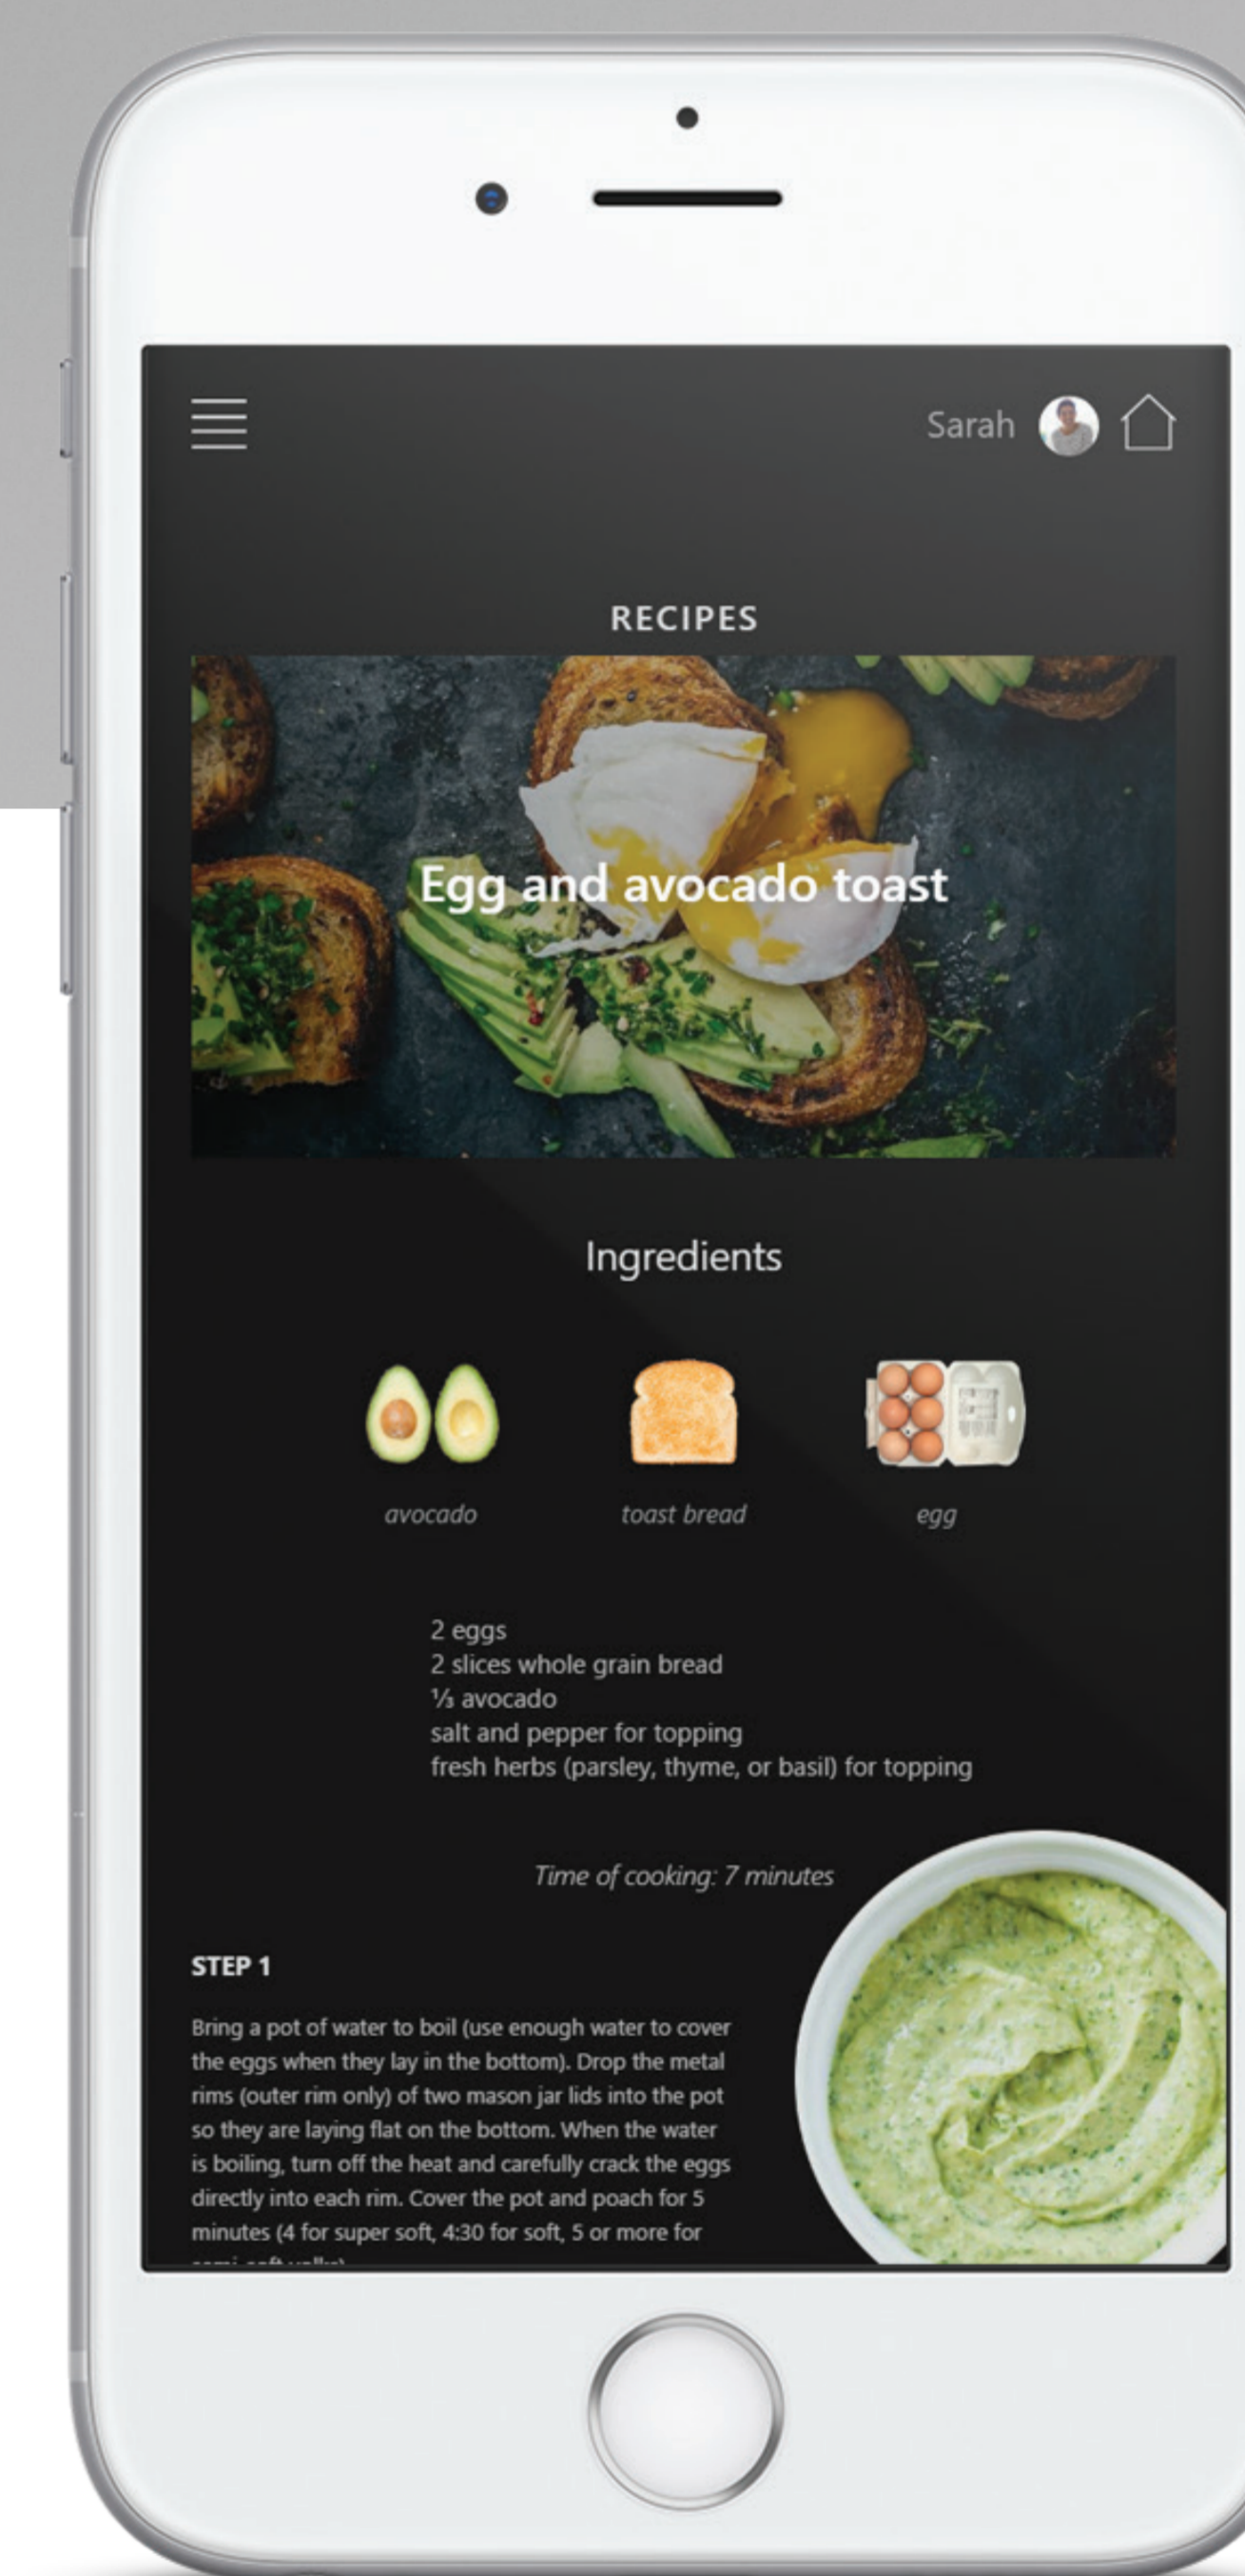 Sarah
RECIPES
Egg and avocado toast
Ingredients
avocado
toast bread
egg
2 eggs
2 slices whole grain bread
⅓ avocado
salt and pepper for topping
fresh herbs (parsley, thyme, or basil) for topping
Time of cooking: 7 minutes
STEP 1
Bring a pot of water to boil (use enough water to cover
the eggs when they lay in the bottom). Drop the metal
rims (outer rim only) of two mason jar lids into the pot
so they are laying flat on the bottom. When the water
is boiling, turn off the heat and carefully crack the eggs
directly into each rim. Cover the pot and poach for 5
minutes (4 for super soft, 4:30 for soft, 5 or more for